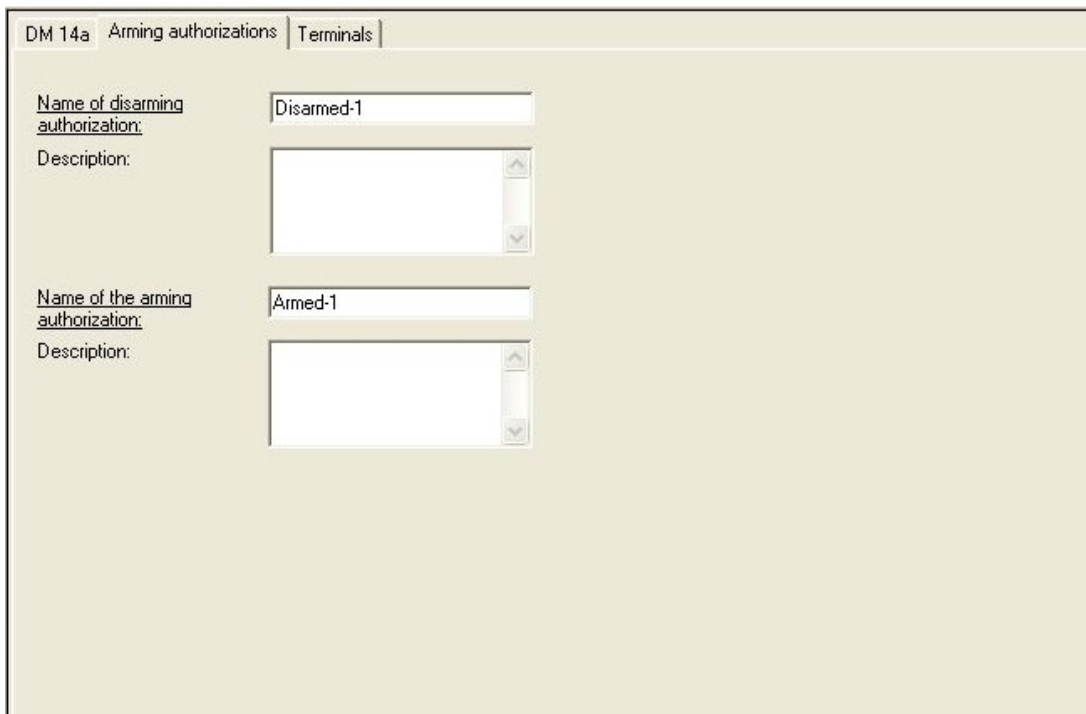 DM 14a Arming authorizations Terminals
Name of disarming
authorization:
Disarmed-1
Description:
Name of the arming
authorization:
Armed-1
Description: